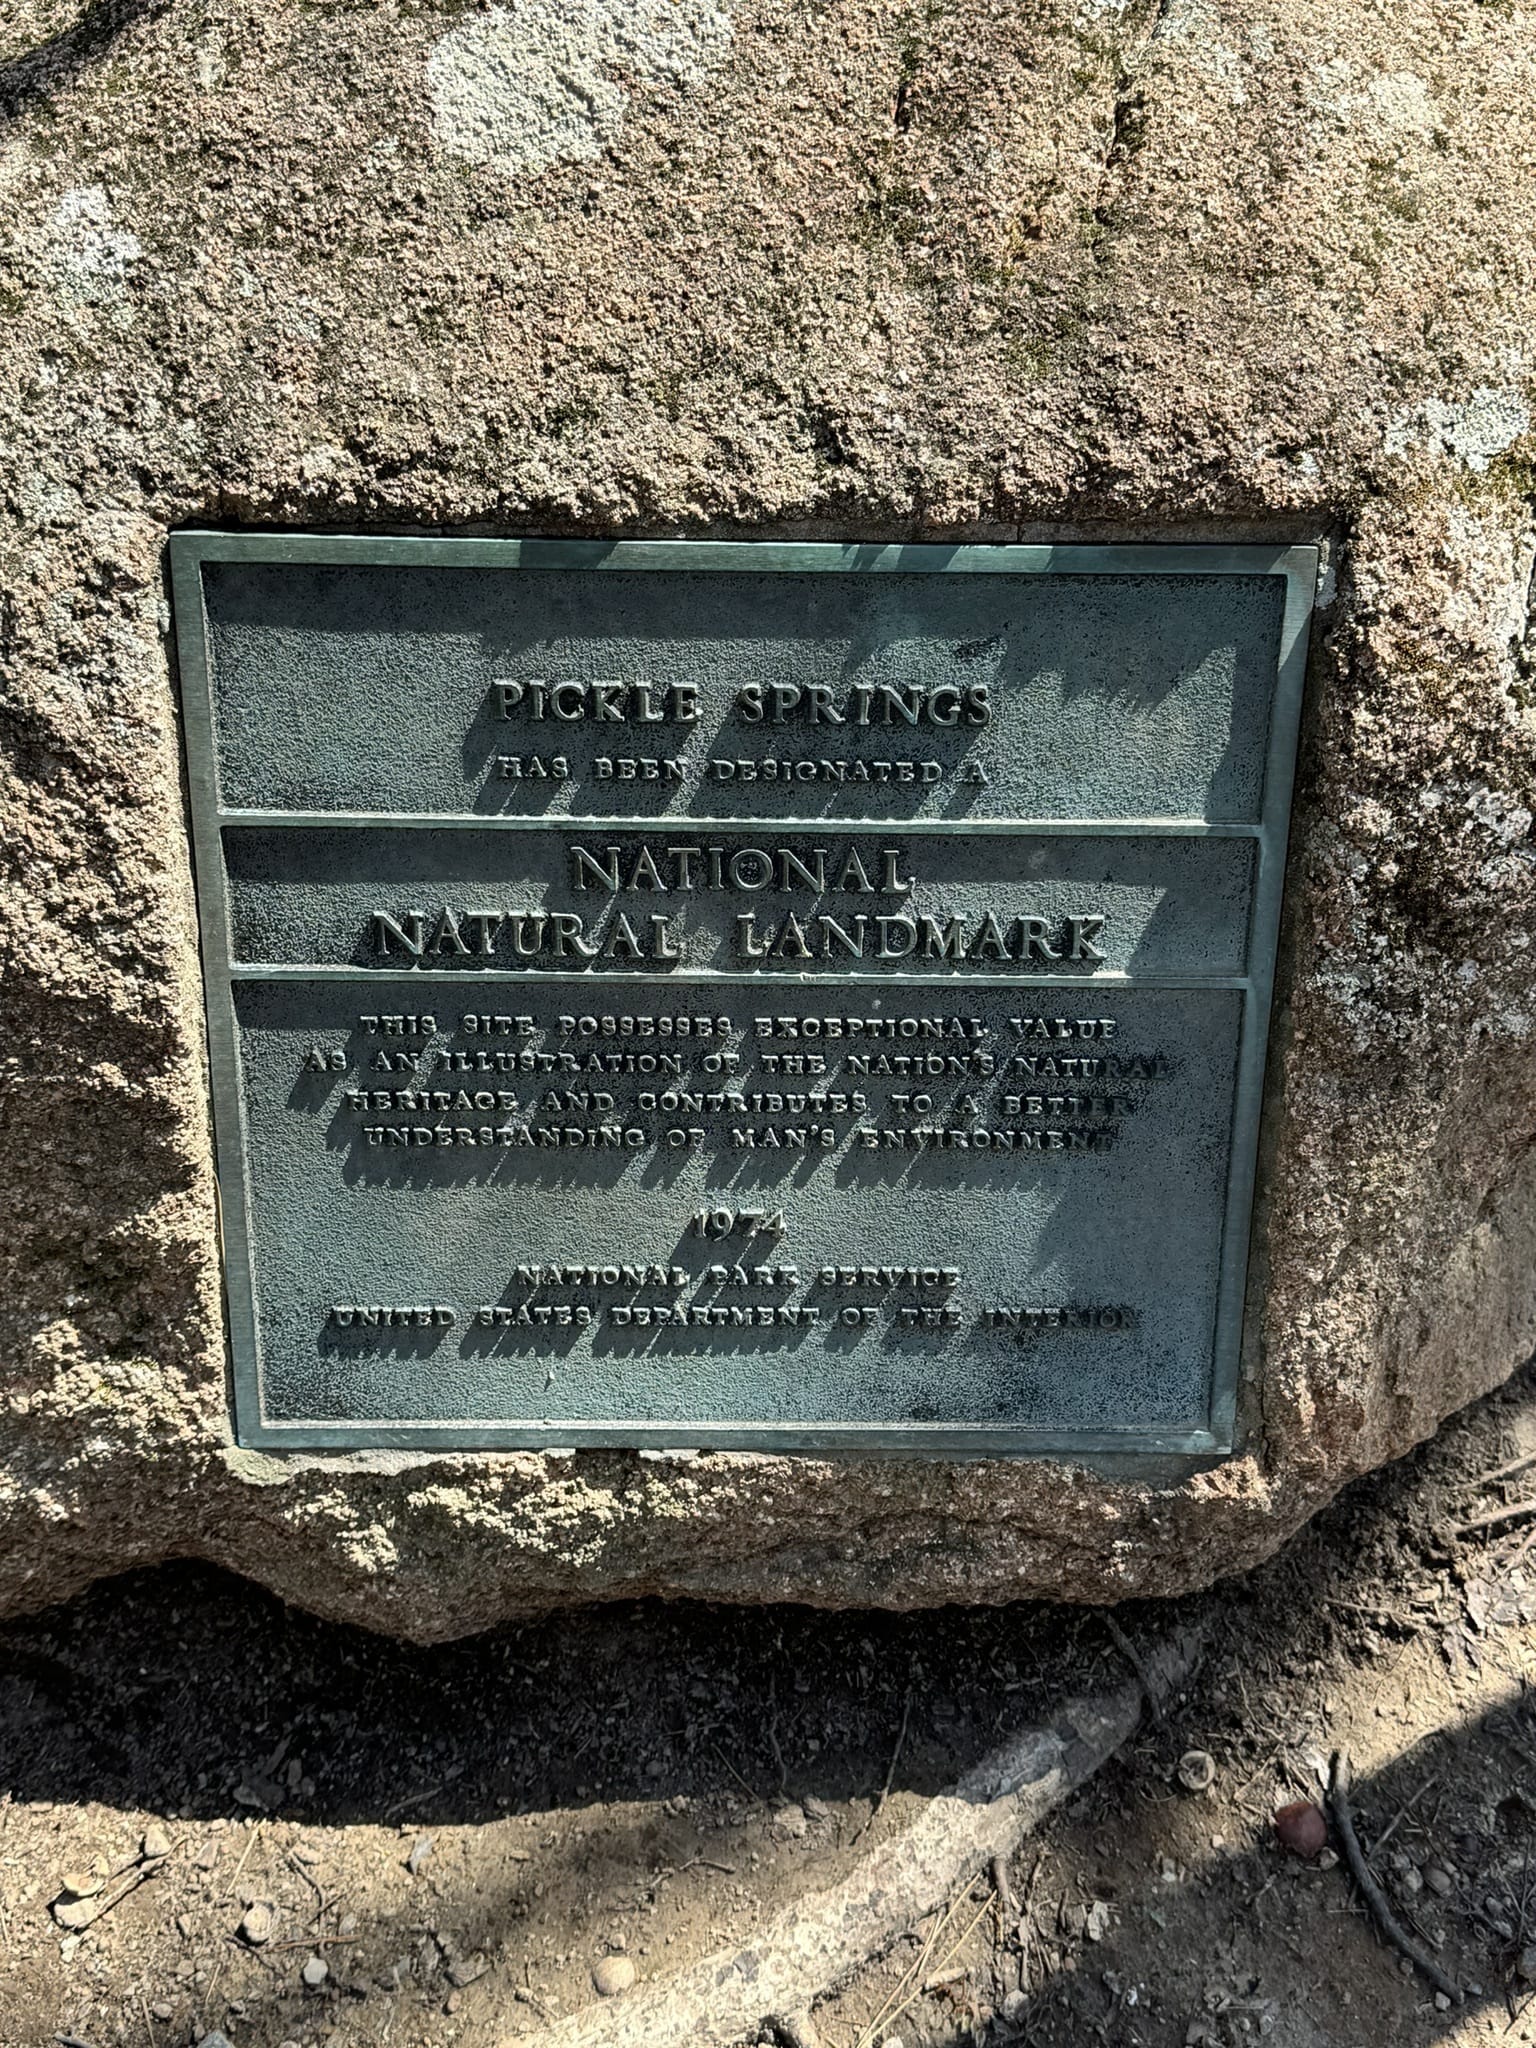 PICKLE SPRINGS
HAS BEEN DESIGNATED A
NATIONAL
NATURAL LANDMARK
THIS SITE POSSESSES EXCEPTIONAL VALUE
AS AN ILLUSTRATION OF THE NATION'S NATURAL
HERITAGE AND CONTRIBUTES TO A BETTER
UNDERSTANDING OF MAN'S ENVIRONMENT
1974
NATIONAL PARK SERVICE
UNITED STATES DEPARTMENT OF THE INTERIOR